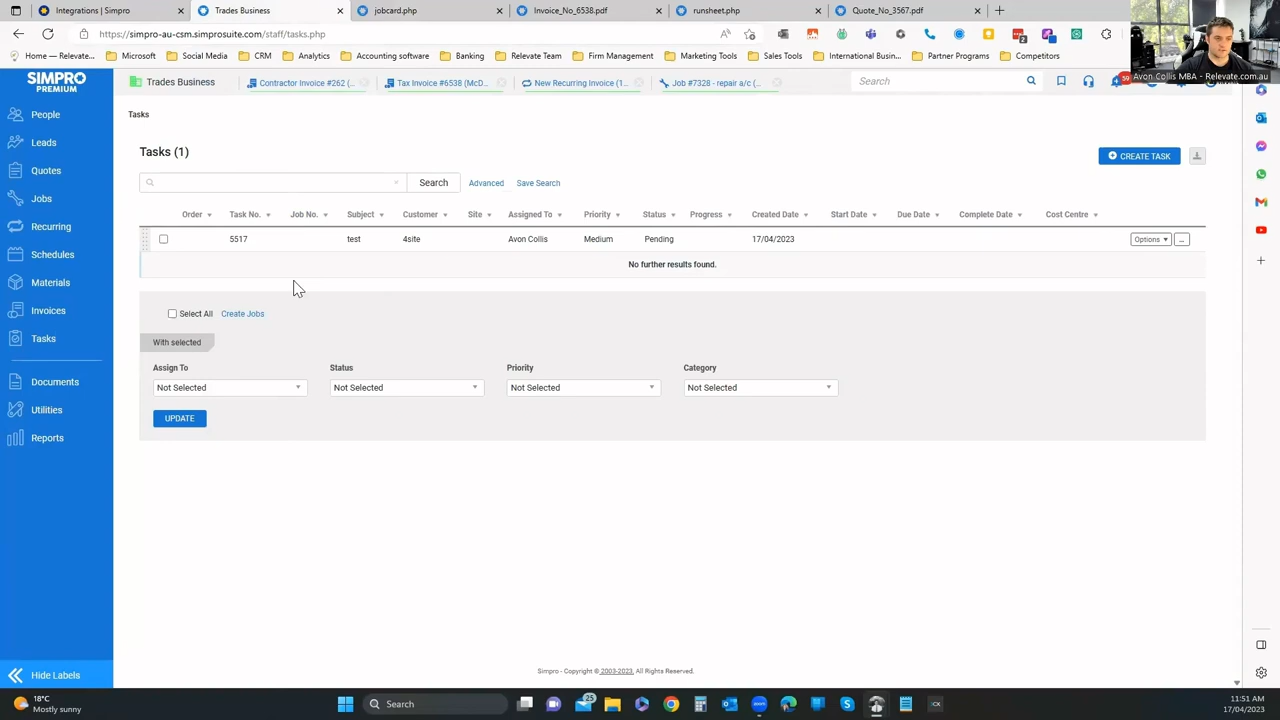 Integrations | Simpro
Trades Business
jobcard.php
Invoice_No_6538.pdf
runsheet.php
Quote_No_3567.pdf
https://simpro-au-csm.simprosuite.com/staff/tasks.php
Home — Relevate....
Microsoft
Social Media
CRM
Analytics
Accounting software
Banking
Relevate Team
Firm Management
Marketing Tools
Sales Tools
International Busi...
Partner Programs
Competitors
Avon Collis MBA - Relevate.com.au
SIMPRO
PREMIUM
Trades Business
Contractor Invoice #262 (...
Tax Invoice #6538 (McD...
New Recurring Invoice (1...
Job #7328 - repair a/c (...
Search
People
Leads
Quotes
Jobs
Recurring
Schedules
Materials
Invoices
Tasks
Documents
Utilities
Reports
Hide Labels
Tasks
Tasks (1)
CREATE TASK
Search
Advanced
Save Search
Order
Task No.
Job No.
Subject
Customer
Site
Assigned To
Priority
Status
Progress
Created Date
Start Date
Due Date
Complete Date
Cost Centre
5517
test
4site
Avon Collis
Medium
Pending
17/04/2023
Options
...
No further results found.
Select All
Create Jobs
With selected
Assign To
Status
Priority
Category
Not Selected
Not Selected
Not Selected
Not Selected
UPDATE
Simpro - Copyright © 2003-2023. All Rights Reserved.
18°C
Mostly sunny
Search
25
11:51 AM
17/04/2023